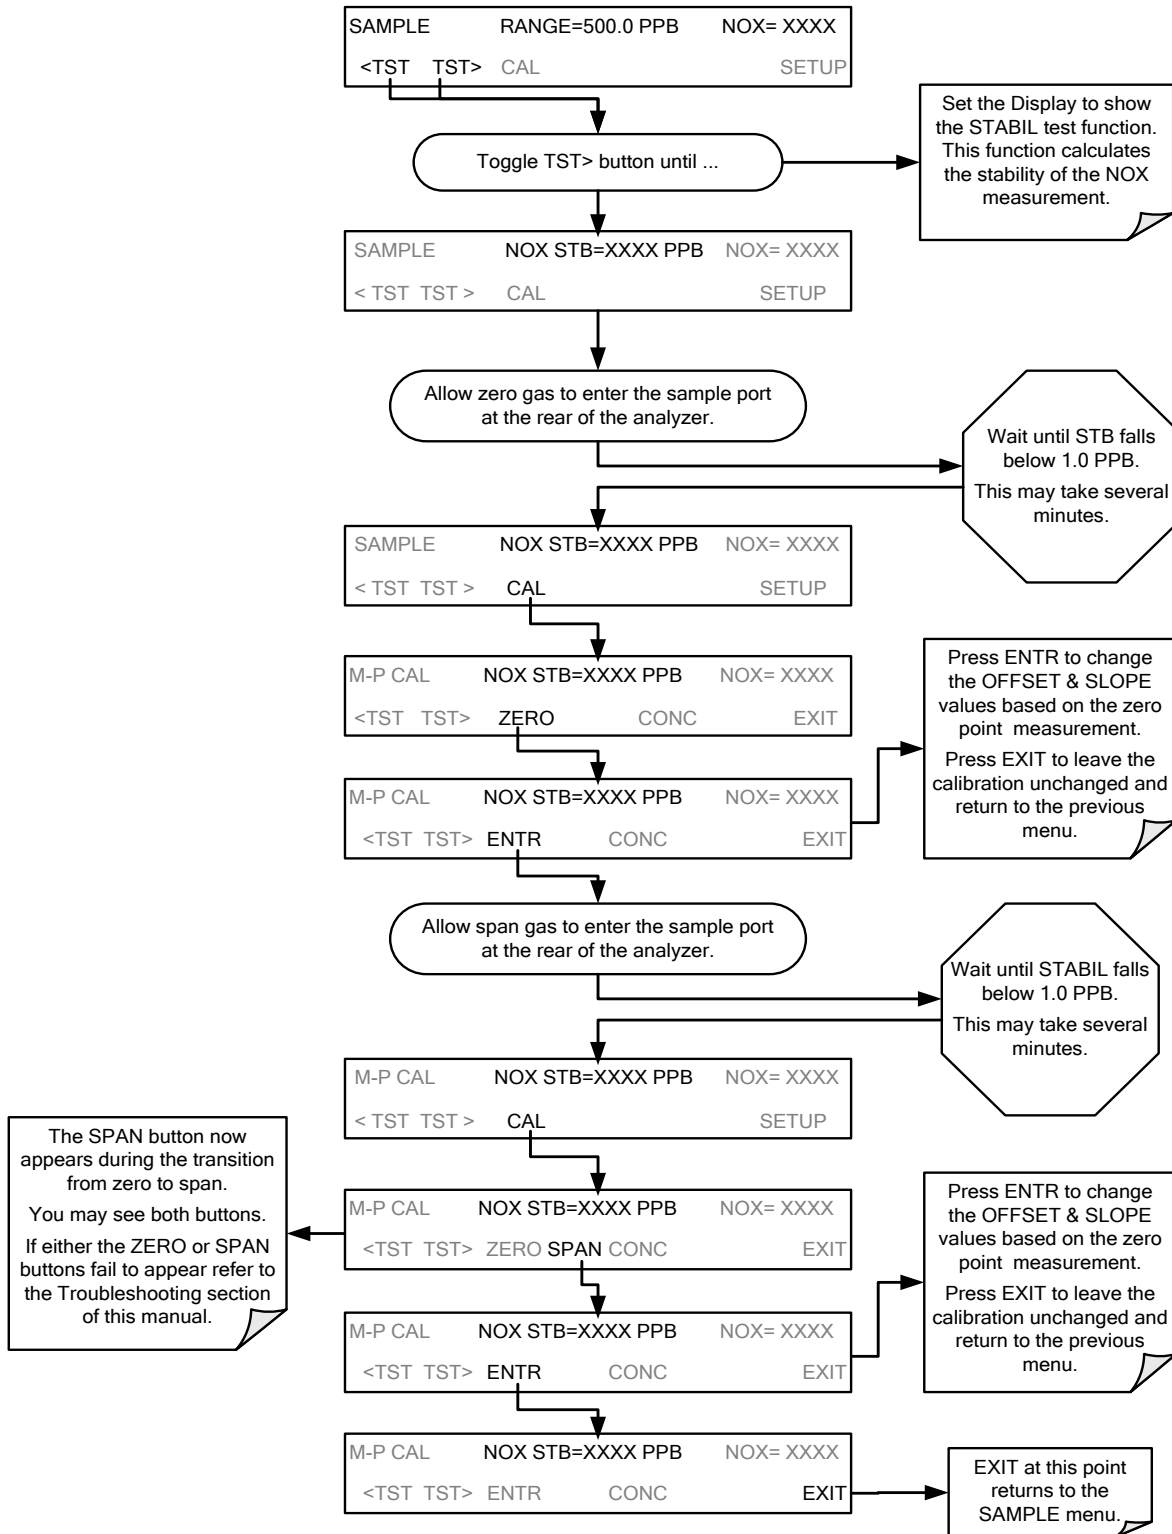 SAMPLE RANGE=500.0 PPB NOX= XXXX
<TST TST> CAL SETUP
Toggle TST> button until ...
Set the Display to show
the STABIL test function.
This function calculates
the stability of the NOX
measurement.
SAMPLE NOX STB=XXXX PPB NOX= XXXX
< TST TST > CAL SETUP
Allow zero gas to enter the sample port
at the rear of the analyzer.
Wait until STB falls
below 1.0 PPB.
This may take several
minutes.
SAMPLE NOX STB=XXXX PPB NOX= XXXX
< TST TST > CAL SETUP
M-P CAL NOX STB=XXXX PPB NOX= XXXX
<TST TST> ZERO CONC EXIT
M-P CAL NOX STB=XXXX PPB NOX= XXXX
<TST TST> ENTR CONC EXIT
Press ENTR to change
the OFFSET & SLOPE
values based on the zero
point measurement.
Press EXIT to leave the
calibration unchanged and
return to the previous
menu.
Allow span gas to enter the sample port
at the rear of the analyzer.
Wait until STABIL falls
below 1.0 PPB.
This may take several
minutes.
M-P CAL NOX STB=XXXX PPB NOX= XXXX
< TST TST > CAL SETUP
The SPAN button now
appears during the transition
from zero to span.
You may see both buttons.
If either the ZERO or SPAN
buttons fail to appear refer to
the Troubleshooting section
of this manual.
M-P CAL NOX STB=XXXX PPB NOX= XXXX
<TST TST> ZERO SPAN CONC EXIT
M-P CAL NOX STB=XXXX PPB NOX= XXXX
<TST TST> ENTR CONC EXIT
Press ENTR to change
the OFFSET & SLOPE
values based on the zero
point measurement.
Press EXIT to leave the
calibration unchanged and
return to the previous
menu.
M-P CAL NOX STB=XXXX PPB NOX= XXXX
<TST TST> ENTR CONC EXIT
EXIT at this point
returns to the
SAMPLE menu.